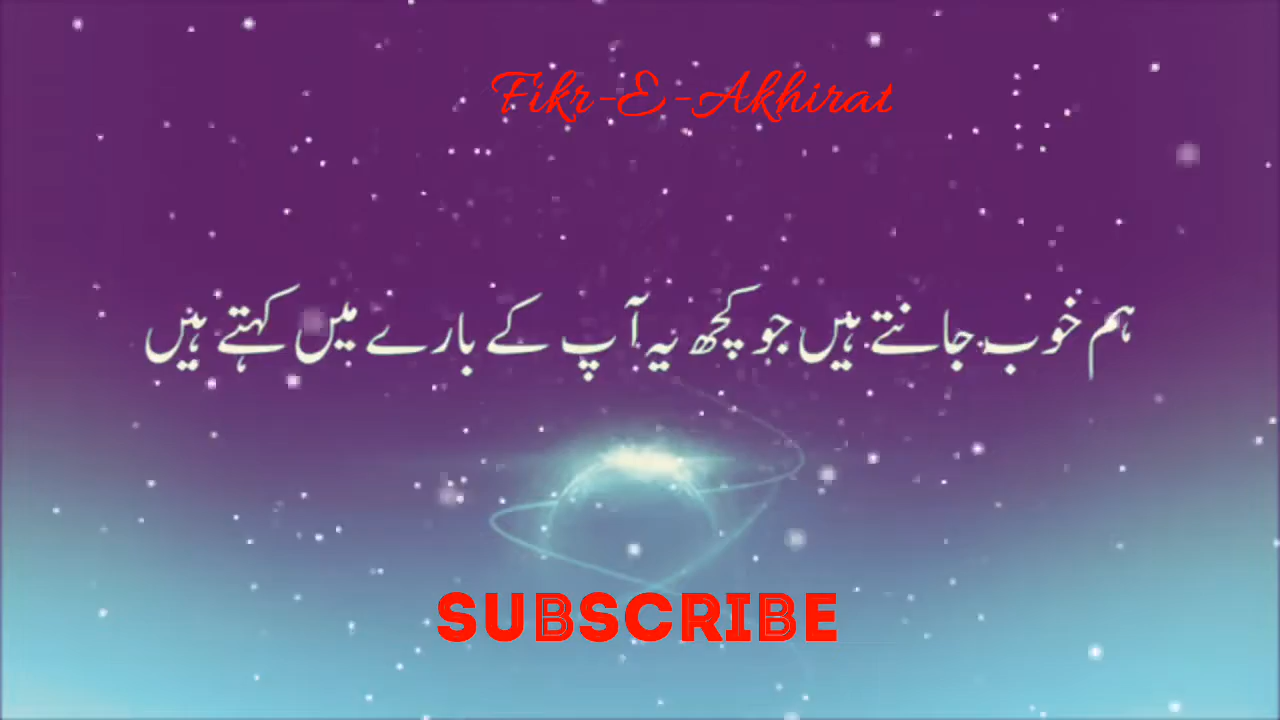 Fikr-E-Akhirat
ہم خوب جانتے ہیں جو کچھ یہ آپ کے بارے میں کہتے ہیں
SUBSCRIBE